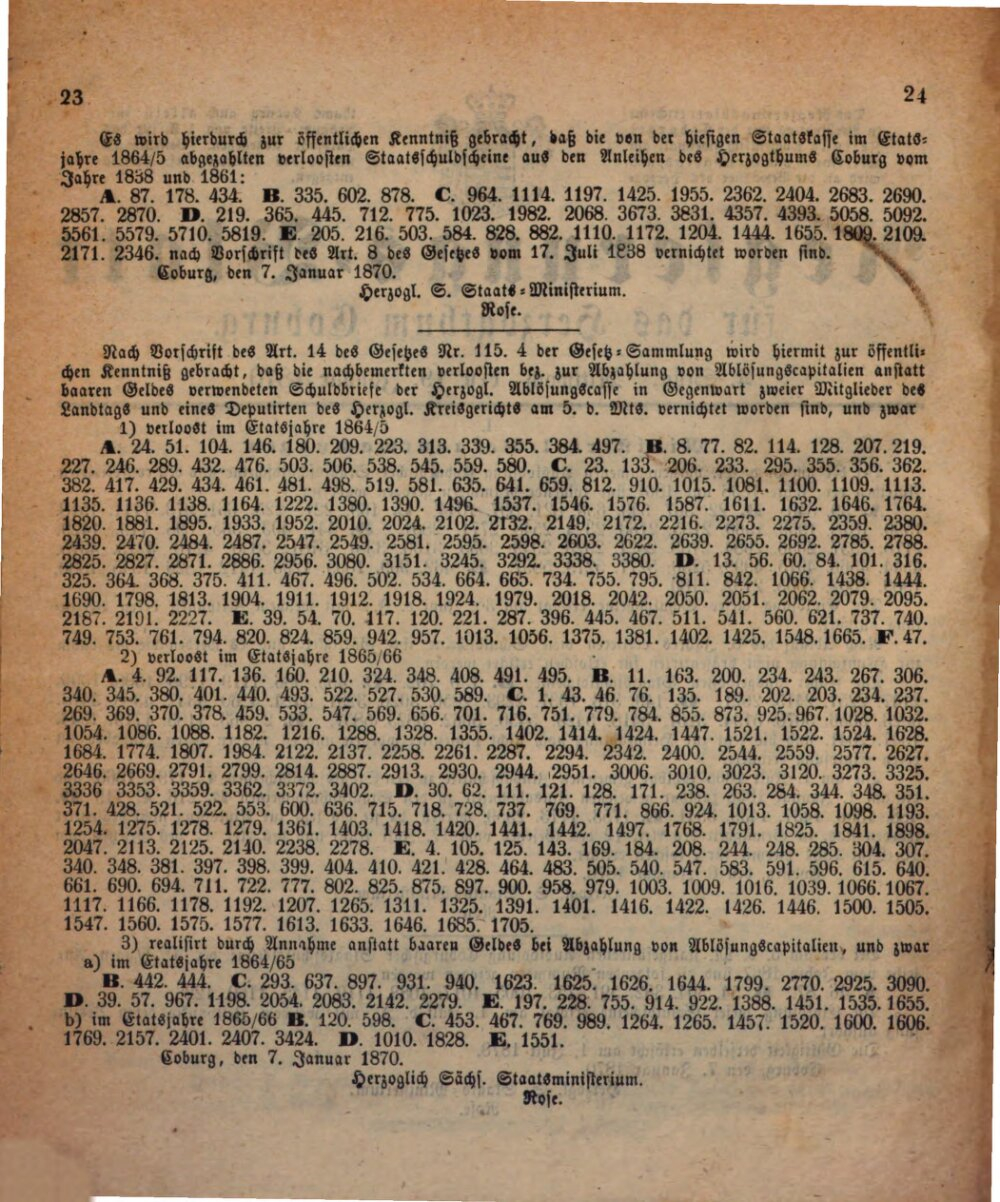 23
24
Es wird hierdurch zur öffentlichen Kenntniß gebracht, daß die von der hiesigen Staatskasse im Etats-
jahre 1864/5 abgezahlten verloosten Staatsschuldscheine aus den Anleihen des Herzogthums Coburg vom
Jahre 1838 und 1861:
A. 87. 178. 434. B. 335. 602. 878. C. 964. 1114. 1197. 1425. 1955. 2362. 2404. 2683. 2690.
2857. 2870. D. 219. 365. 445. 712. 775. 1023. 1982. 2068. 3673. 3831. 4357. 4393. 5058. 5092.
5561. 5579. 5710. 5819. E. 205. 216. 503. 584. 828. 882. 1110. 1172. 1204. 1444. 1655. 1809. 2109.
2171. 2346. nach Vorschrift des Art. 8 des Gesetzes vom 17. Juli 1838 vernichtet worden sind.
Coburg, den 7. Januar 1870.
Herzogl. S. Staats-Ministerium.
Rose.
Nach Vorschrift des Art. 14 des Gesetzes Nr. 115. 4 der Gesetz-Sammlung wird hiermit zur öffentli-
chen Kenntniß gebracht, daß die nachbemerkten verloosten bez. zur Abzahlung von Ablösungscapitalien anstatt
baaren Geldes verwendeten Schuldbriefe der Herzogl. Ablösungscasse in Gegenwart zweier Mitglieder des
Landtags und eines Deputirten des Herzogl. Kreisgerichts am 5. d. Mts. vernichtet worden sind, und zwar
1) verloost im Etatsjahre 1864/5
A. 24. 51. 104. 146. 180. 209. 223. 313. 339. 355. 384. 497. B. 8. 77. 82. 114. 128. 207. 219.
227. 246. 289. 432. 476. 503. 506. 538. 545. 559. 580. C. 23. 133. 206. 233. 295. 355. 356. 362.
382. 417. 429. 434. 461. 481. 498. 519. 581. 635. 641. 659. 812. 910. 1015. 1081. 1100. 1109. 1113.
1135. 1136. 1138. 1164. 1222. 1380. 1390. 1496. 1537. 1546. 1576. 1587. 1611. 1632. 1646. 1764.
1820. 1881. 1895. 1933. 1952. 2010. 2024. 2102. 2132. 2149. 2172. 2216. 2273. 2275. 2359. 2380.
2439. 2470. 2484. 2487. 2547. 2549. 2581. 2595. 2598. 2603. 2622. 2639. 2655. 2692. 2785. 2788.
2825. 2827. 2871. 2886. 2956. 3080. 3151. 3245. 3292. 3338. 3380. D. 13. 56. 60. 84. 101. 316.
325. 364. 368. 375. 411. 467. 496. 502. 534. 664. 665. 734. 755. 795. 811. 842. 1066. 1438. 1444.
1690. 1798. 1813. 1904. 1911. 1912. 1918. 1924. 1979. 2018. 2042. 2050. 2051. 2062. 2079. 2095.
2187. 2191. 2227. E. 39. 54. 70. 117. 120. 221. 287. 396. 445. 467. 511. 541. 560. 621. 737. 740.
749. 753. 761. 794. 820. 824. 859. 942. 957. 1013. 1056. 1375. 1381. 1402. 1425. 1548. 1665. F. 47.
2) verloost im Etatsjahre 1865/66
A. 4. 92. 117. 136. 160. 210. 324. 348. 408. 491. 495. B. 11. 163. 200. 234. 243. 267. 306.
340. 345. 380. 401. 440. 493. 522. 527. 530. 589. C. 1. 43. 46. 76. 135. 189. 202. 203. 234. 237.
269. 369. 370. 378. 459. 533. 547. 569. 656. 701. 716. 751. 779. 784. 855. 873. 925. 967. 1028. 1032.
1054. 1086. 1088. 1182. 1216. 1288. 1328. 1355. 1402. 1414. 1424. 1447. 1521. 1522. 1524. 1628.
1684. 1774. 1807. 1984. 2122. 2137. 2258. 2261. 2287. 2294. 2342. 2400. 2544. 2559. 2577. 2627.
2646. 2669. 2791. 2799. 2814. 2887. 2913. 2930. 2944. 2951. 3006. 3010. 3023. 3120. 3273. 3325.
3336 3353. 3359. 3362. 3372. 3402. D. 30. 62. 111. 121. 128. 171. 238. 263. 284. 344. 348. 351.
371. 428. 521. 522. 553. 600. 636. 715. 718. 728. 737. 769. 771. 866. 924. 1013. 1058. 1098. 1193.
1254. 1275. 1278. 1279. 1361. 1403. 1418. 1420. 1441. 1442. 1497. 1768. 1791. 1825. 1841. 1898.
2047. 2113. 2125. 2140. 2238. 2278. E. 4. 105. 125. 143. 169. 184. 208. 244. 248. 285. 304. 307.
340. 348. 381. 397. 398. 399. 404. 410. 421. 428. 464. 483. 505. 540. 547. 583. 591. 596. 615. 640.
661. 690. 694. 711. 722. 777. 802. 825. 875. 897. 900. 958. 979. 1003. 1009. 1016. 1039. 1066. 1067.
1117. 1166. 1178. 1192. 1207. 1265. 1311. 1325. 1391. 1401. 1416. 1422. 1426. 1446. 1500. 1505.
1547. 1560. 1575. 1577. 1613. 1633. 1646. 1685. 1705.
3) realisirt durch Annahme anstatt baaren Geldes bei Abzahlung von Ablösungscapitalien, und zwar
a) im Etatsjahre 1864/65
B. 442. 444. C. 293. 637. 897. 931. 940. 1623. 1625. 1626. 1644. 1799. 2770. 2925. 3090.
D. 39. 57. 967. 1198. 2054. 2083. 2142. 2279. E. 197. 228. 755. 914. 922. 1388. 1451. 1535. 1655.
b) im Etatsjahre 1865/66 B. 120. 598. C. 453. 467. 769. 989. 1264. 1265. 1457. 1520. 1600. 1606.
1769. 2157. 2401. 2407. 3424. D. 1010. 1828. E. 1551.
Coburg, den 7. Januar 1870.
Herzoglich Sächs. Staatsministerium.
Rose.